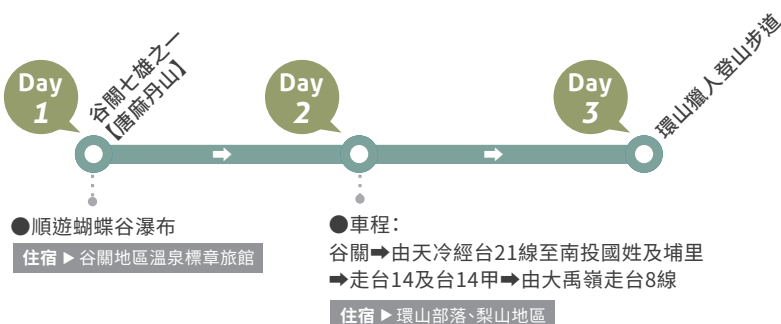 Day
1
谷關七雄之一
【唐麻丹山】
Day
2
Day
3
環山獵人登山步道
●順遊蝴蝶谷瀑布
住宿▶谷關地區溫泉標章旅館
●車程：
谷關➡由天冷經台21線至南投國姓及埔里
➡走台14及台14甲➡由大禹嶺走台8線
住宿▶環山部落、梨山地區